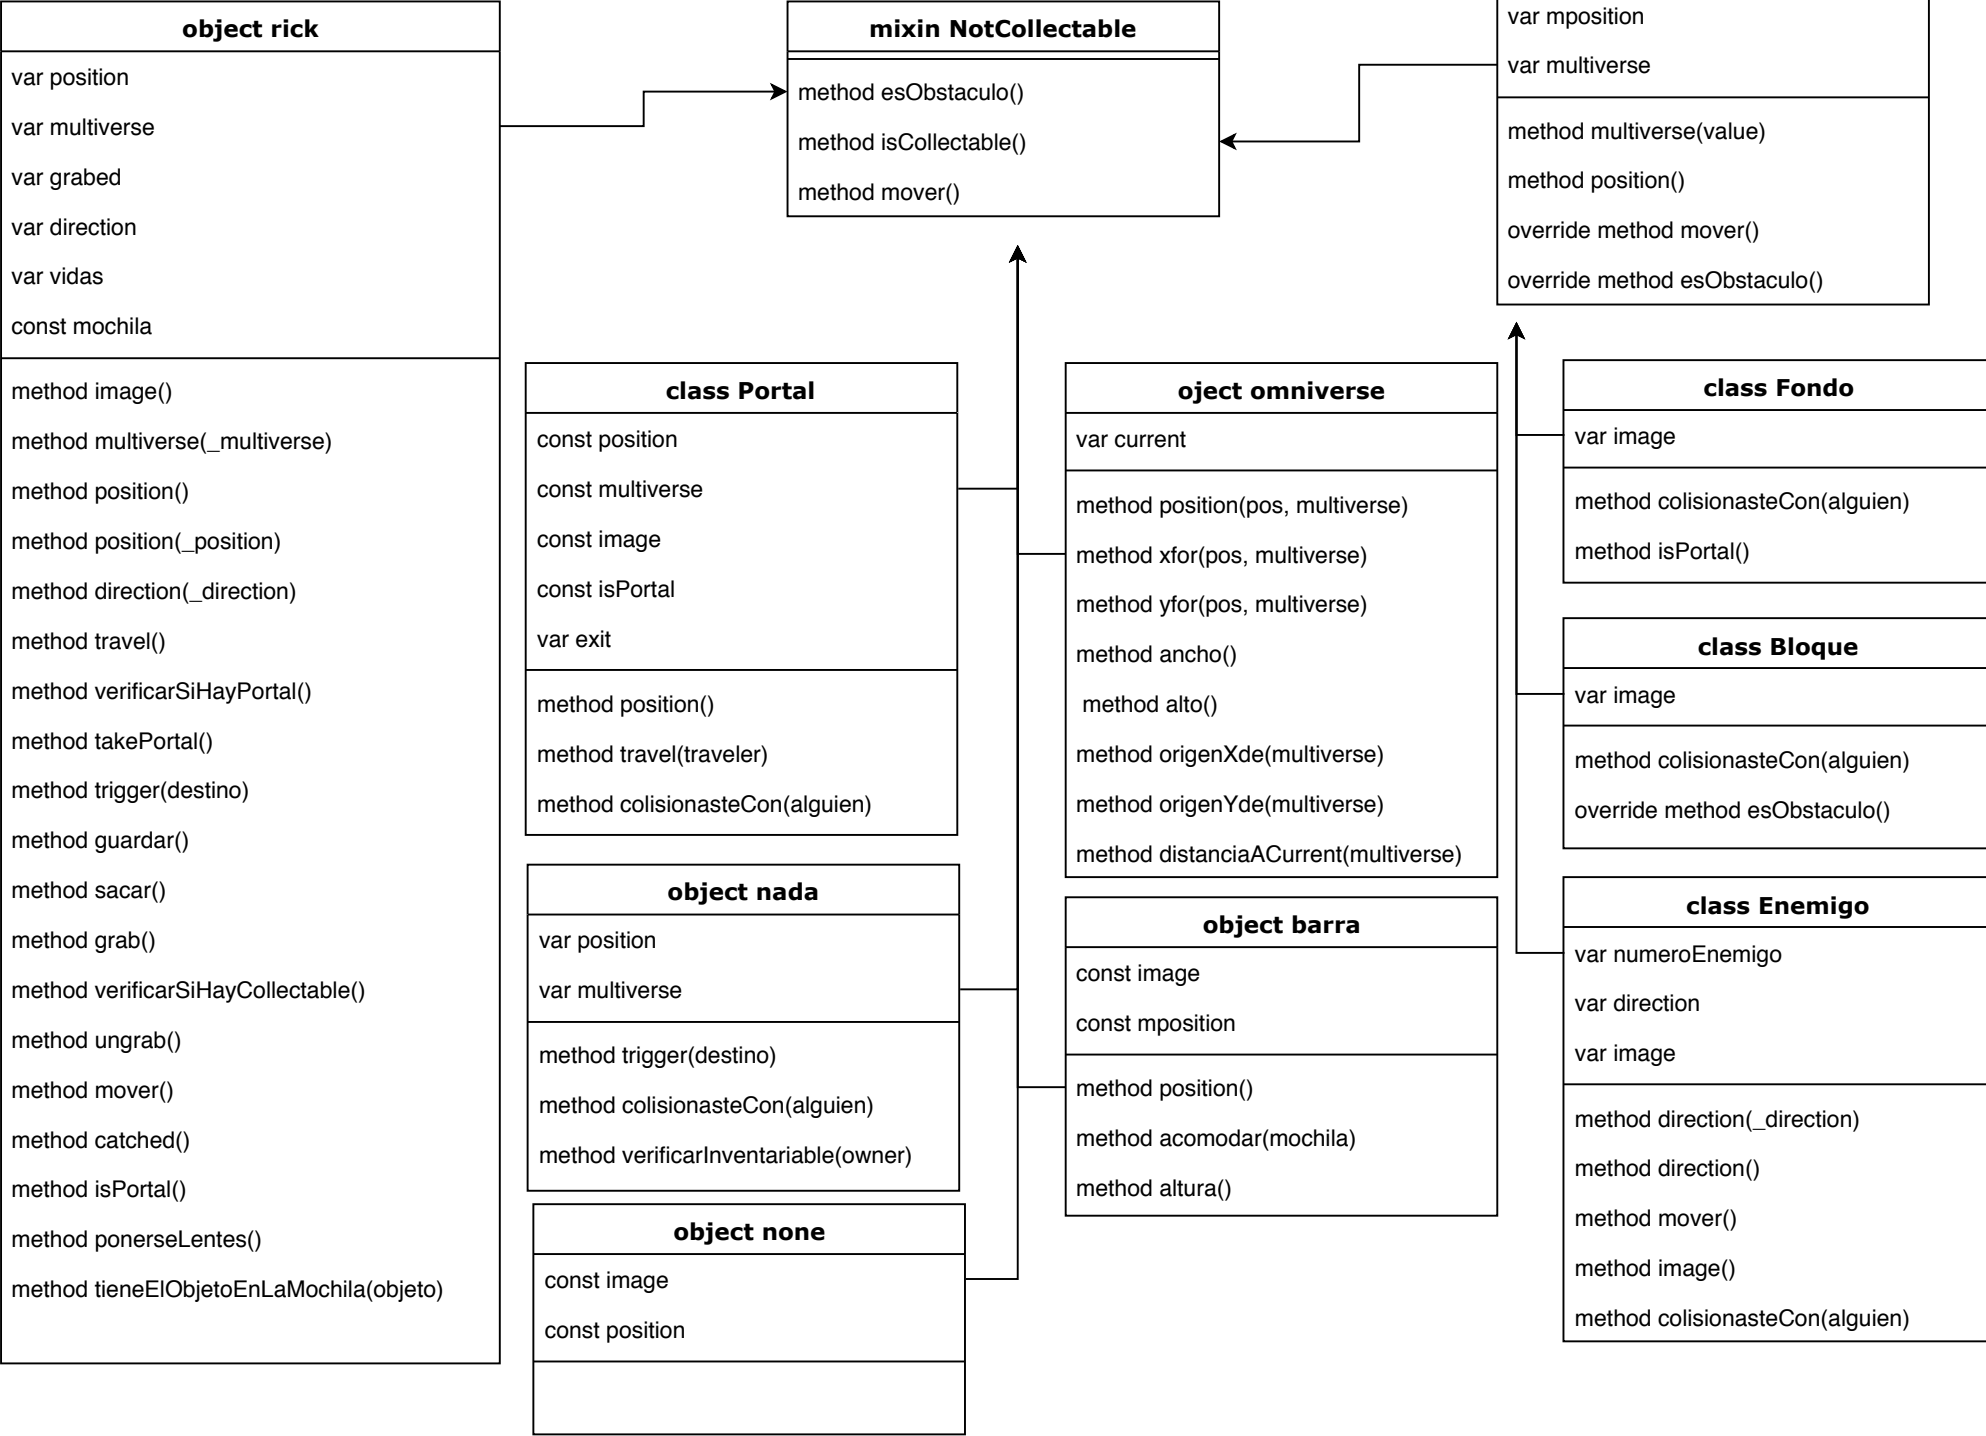 object rick
var position
var multiverse
var grabed
var direction
var vidas
const mochila
method image()
method multiverse(_multiverse)
method position()
method position(_position)
method direction(_direction)
method travel()
method verificarSiHayPortal()
method takePortal()
method trigger(destino)
method guardar()
method sacar()
method grab()
method verificarSiHayCollectable()
method ungrab()
method mover()
method catched()
method isPortal()
method ponerseLentes()
method tieneElObjetoEnLaMochila(objeto)
mixin NotCollectable
method esObstaculo()
method isCollectable()
method mover()
var mposition
var multiverse
method multiverse(value)
method position()
override method mover()
override method esObstaculo()
class Portal
const position
const multiverse
const image
const isPortal
var exit
method position()
method travel(traveler)
method colisionasteCon(alguien)
oject omniverse
var current
method position(pos, multiverse)
method xfor(pos, multiverse)
method yfor(pos, multiverse)
method ancho()
method alto()
method origenXde(multiverse)
method origenYde(multiverse)
method distanciaACurrent(multiverse)
class Fondo
var image
method colisionasteCon(alguien)
method isPortal()
class Bloque
var image
method colisionasteCon(alguien)
override method esObstaculo()
object nada
var position
var multiverse
method trigger(destino)
method colisionasteCon(alguien)
method verificarInventariable(owner)
object barra
const image
const mposition
method position()
method acomodar(mochila)
method altura()
class Enemigo
var numeroEnemigo
var direction
var image
method direction(_direction)
method direction()
method mover()
method image()
method colisionasteCon(alguien)
object none
const image
const position